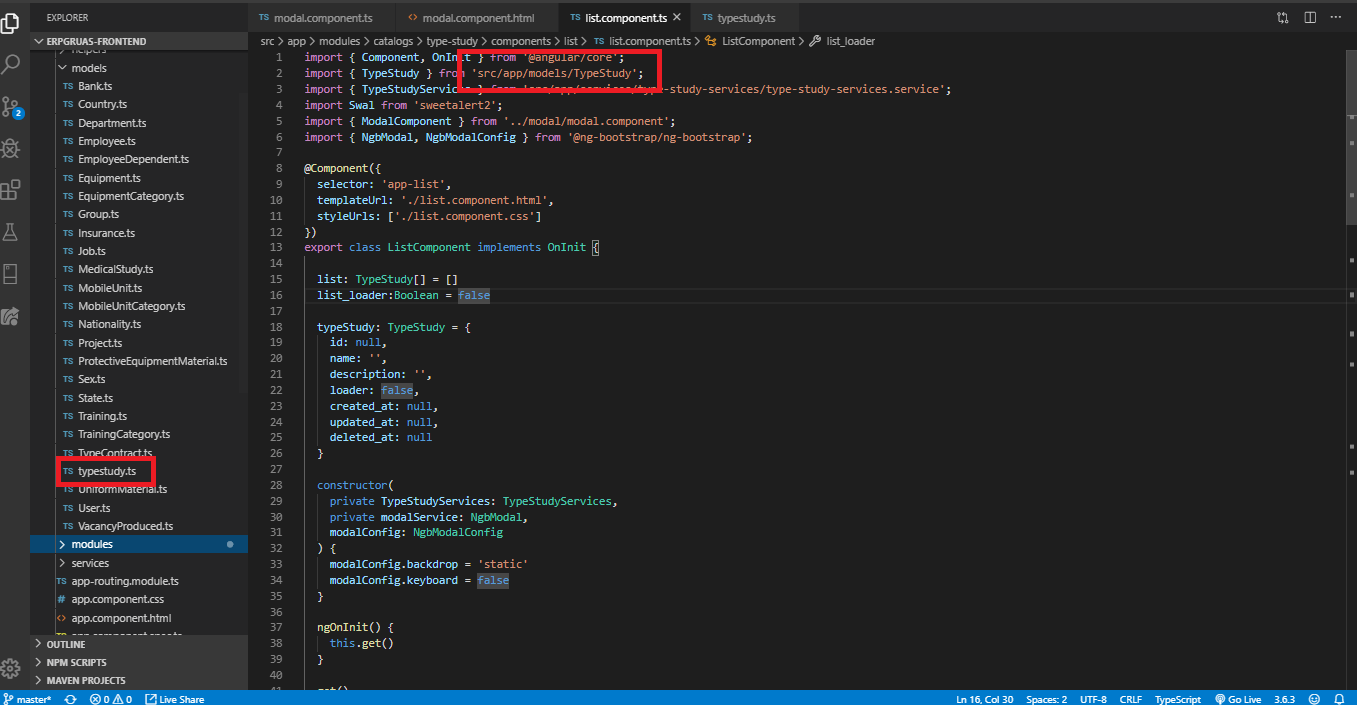 EXPLORER
TS modal.component.ts
<> modal.component.html
TS list.component.ts ×
TS typestudy.ts
ERPGRUAS-FRONTEND
src > app > modules > catalogs > type-study > components > list > TS list.component.ts > ListComponent > list_loader
helpers
models
TS Bank.ts
TS Country.ts
TS Department.ts
TS Employee.ts
TS EmployeeDependent.ts
TS Equipment.ts
TS EquipmentCategory.ts
TS Group.ts
TS Insurance.ts
TS Job.ts
TS MedicalStudy.ts
TS MobileUnit.ts
TS MobileUnitCategory.ts
TS Nationality.ts
TS Project.ts
TS ProtectiveEquipmentMaterial.ts
TS Sex.ts
TS State.ts
TS Training.ts
TS TrainingCategory.ts
TS TypeContract.ts
TS typestudy.ts
TS UniformMaterial.ts
TS User.ts
TS VacancyProduced.ts
> modules
> services
TS app-routing.module.ts
# app.component.css
<> app.component.html
> OUTLINE
> NPM SCRIPTS
> MAVEN PROJECTS
2
1 import { Component, OnInit } from '@angular/core';
2 import { TypeStudy } from 'src/app/models/TypeStudy';
3 import { TypeStudyServices } from 'src/app/services/type-study-services/type-study-services.service';
4 import Swal from 'sweetalert2';
5 import { ModalComponent } from '../modal/modal.component';
6 import { NgbModal, NgbModalConfig } from '@ng-bootstrap/ng-bootstrap';
7
8 @Component({
9 selector: 'app-list',
10 templateUrl: './list.component.html',
11 styleUrls: ['./list.component.css']
12 })
13 export class ListComponent implements OnInit {
14
15 list: TypeStudy[] = []
16 list_loader:Boolean = false
17
18 typeStudy: TypeStudy = {
19 id: null,
20 name: '',
21 description: '',
22 loader: false,
23 created_at: null,
24 updated_at: null,
25 deleted_at: null
26 }
27
28 constructor(
29 private TypeStudyServices: TypeStudyServices,
30 private modalService: NgbModal,
31 modalConfig: NgbModalConfig
32 ) {
33 modalConfig.backdrop = 'static'
34 modalConfig.keyboard = false
35 }
36
37 ngOnInit() {
38 this.get()
39 }
40
41 get()
master* 0 0 Live Share
Ln 16, Col 30 Spaces: 2 UTF-8 CRLF TypeScript Go Live 3.6.3